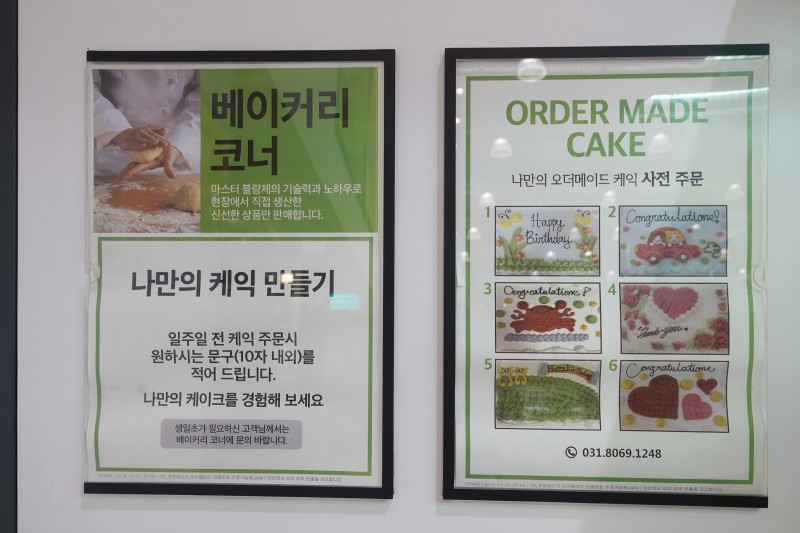 베이커리
코너
마스터 블랑제의 기술력과 노하우로
현장에서 직접 생산한
신선한 상품만 판매합니다.
나만의 케익 만들기
일주일 전 케익 주문시
원하시는 문구(10자 내외)를
적어 드립니다.
나만의 케이크를 경험해 보세요
생일초가 필요하신 고객님께서는
베이커리 코너에 문의 바랍니다.
ORDER MADE
CAKE
나만의 오더메이드 케익 사전 주문
1
Happy
Birthday
2
Congratulations!
3
Congratulations!
4
Thank-you
5
6
Congratulations
031.8069.1248